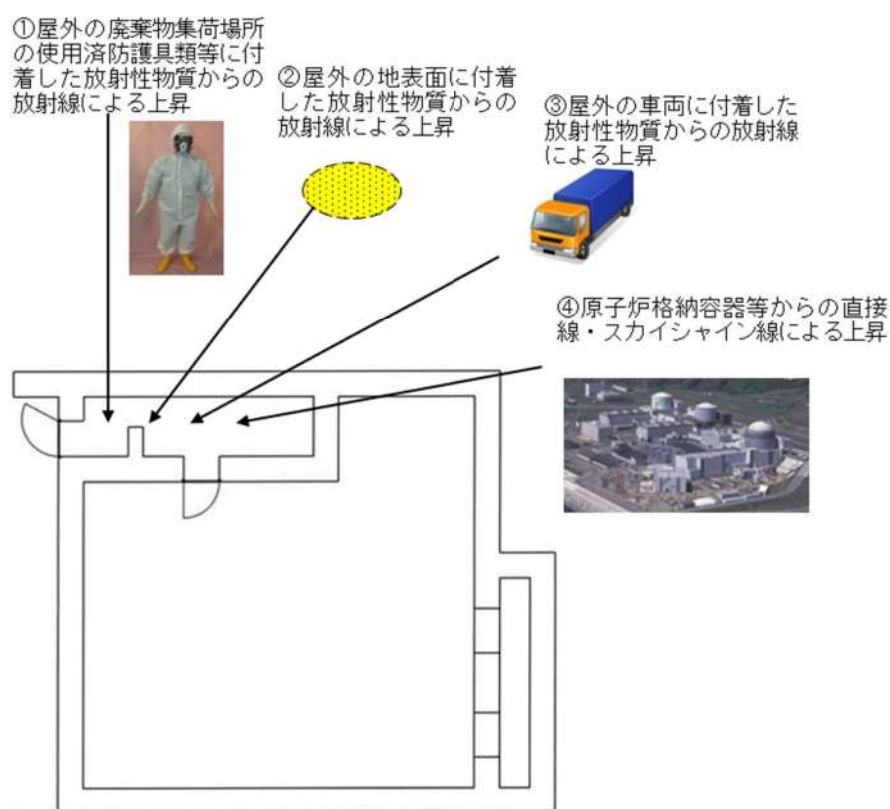 ①屋外の廃棄物集荷場所
の使用済防護具類等に付
着した放射性物質からの
放射線による上昇
②屋外の地表面に付着
した放射性物質からの
放射線による上昇
③屋外の車両に付着した
放射性物質からの放射線
による上昇
④原子炉格納容器等からの直接
線・スカイシャイン線による上昇